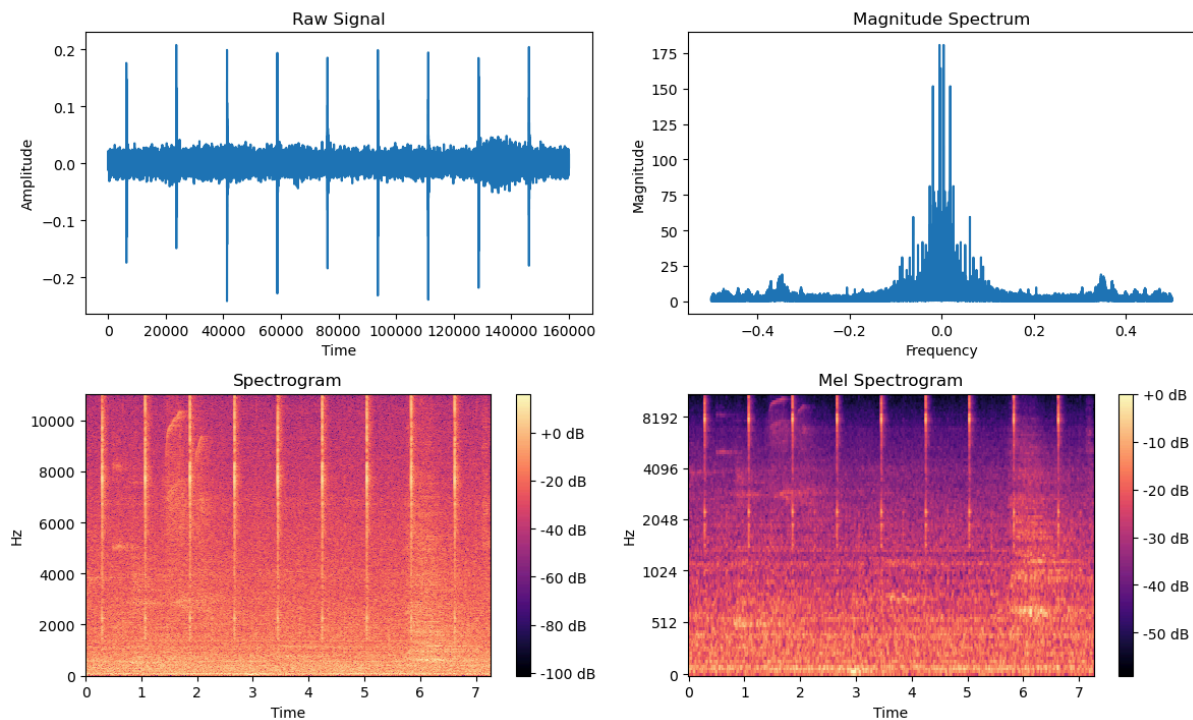 Raw Signal
Amplitude
0.2
0.1
0.0
−0.1
−0.2
0 20000 40000 60000 80000 100000 120000 140000 160000
Time
Magnitude Spectrum
Magnitude
175
150
125
100
75
50
25
0
−0.4 −0.2 0.0 0.2 0.4
Frequency
Spectrogram
Hz
10000
8000
6000
4000
2000
0
0 1 2 3 4 5 6 7
Time
+0 dB
-20 dB
-40 dB
-60 dB
-80 dB
-100 dB
Mel Spectrogram
Hz
8192
4096
2048
1024
512
0
0 1 2 3 4 5 6 7
Time
+0 dB
-10 dB
-20 dB
-30 dB
-40 dB
-50 dB